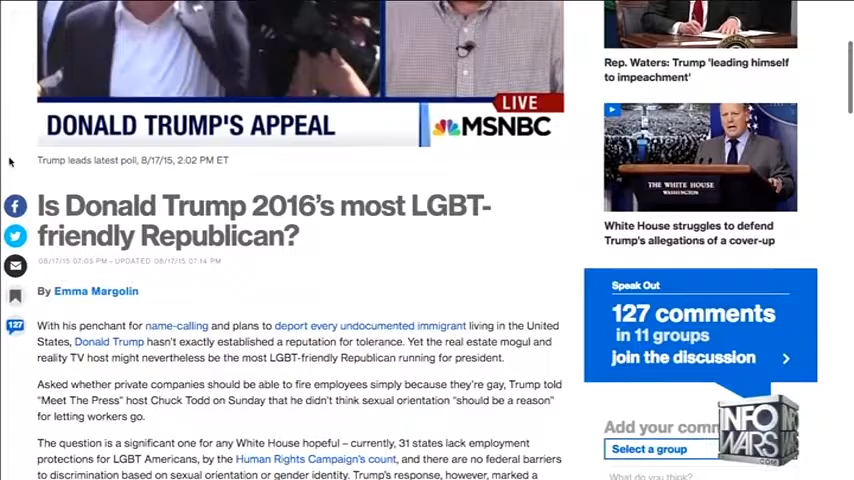 DONALD TRUMP'S APPEAL
LIVE
MSNBC
Trump leads latest poll, 8/17/15, 2:02 PM ET
Is Donald Trump 2016's most LGBT-
friendly Republican?
08/17/15 07:05 PM—UPDATED 08/17/15 07:14 PM
By Emma Margolin
127
With his penchant for name-calling and plans to deport every undocumented immigrant living in the United
States, Donald Trump hasn't exactly established a reputation for tolerance. Yet the real estate mogul and
reality TV host might nevertheless be the most LGBT-friendly Republican running for president.
Asked whether private companies should be able to fire employees simply because they're gay, Trump told
"Meet The Press" host Chuck Todd on Sunday that he didn't think sexual orientation "should be a reason"
for letting workers go.
The question is a significant one for any White House hopeful – currently, 31 states lack employment
protections for LGBT Americans, by the Human Rights Campaign's count, and there are no federal barriers
to discrimination based on sexual orientation or gender identity. Trump's response, however, marked a
Rep. Waters: Trump 'leading himself
to impeachment'
THE WHITE HOUSE
WASHINGTON
White House struggles to defend
Trump's allegations of a cover-up
Speak Out
127 comments
in 11 groups
join the discussion
Add your comm
Select a group
What do you think?
INFO
WARS
.COM